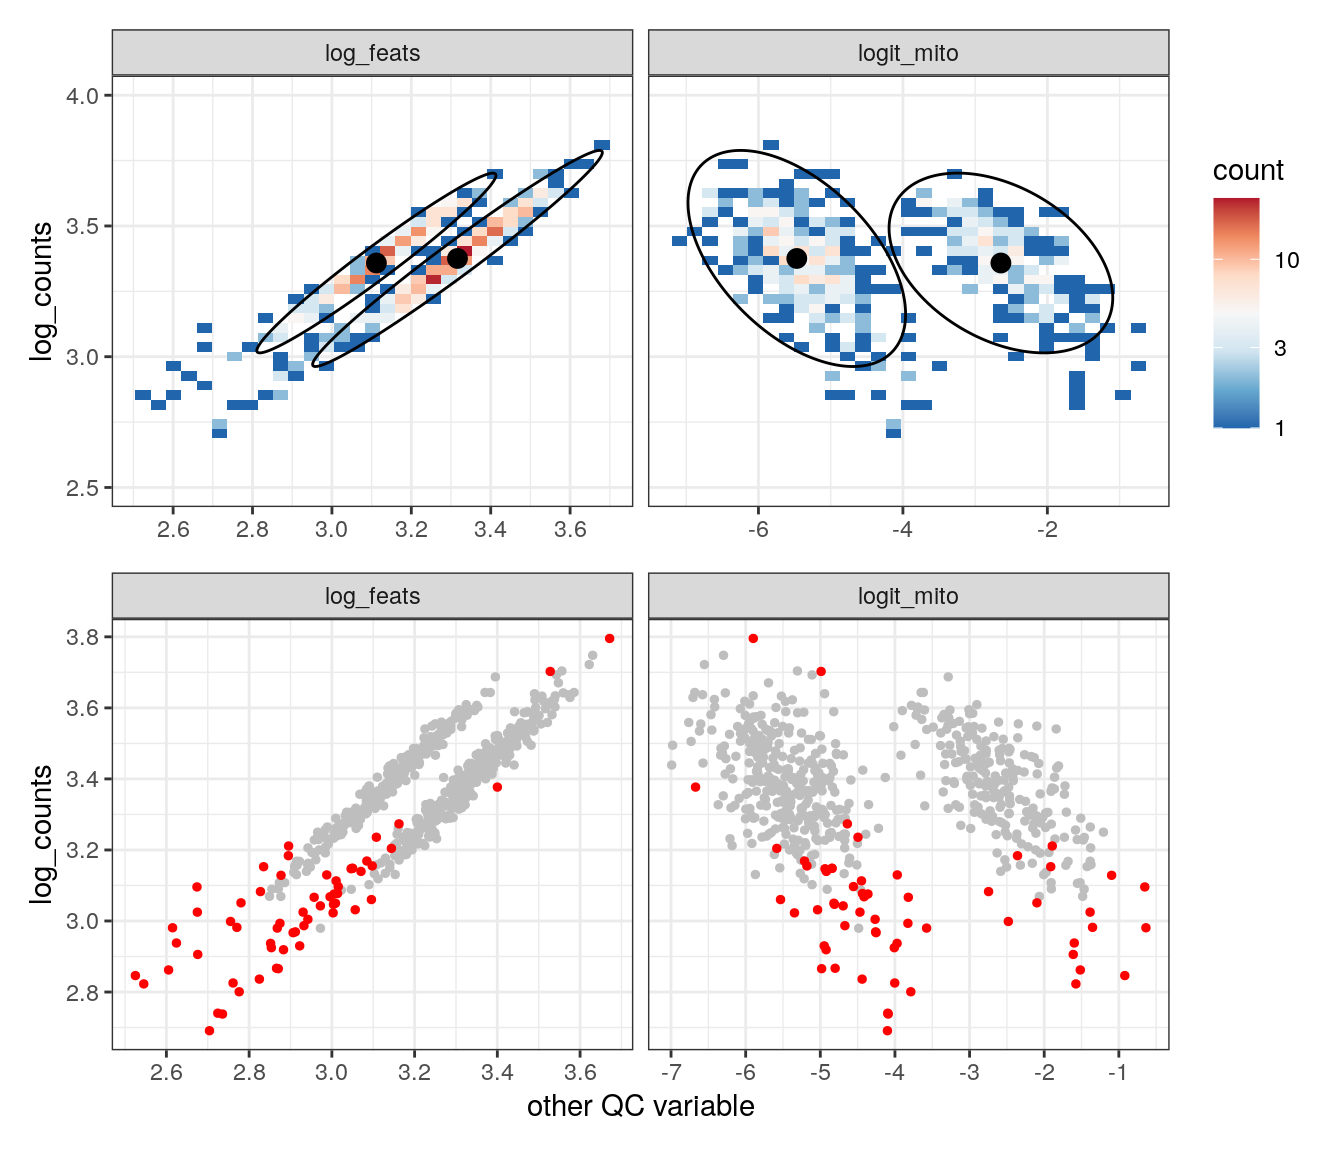 log_feats
logit_mito
4.0
3.5
3.0
2.5
log_counts
2.6 2.8 3.0 3.2 3.4 3.6
-6 -4 -2
count
10
3
1
log_feats
logit_mito
3.8
3.6
3.4
3.2
3.0
2.8
log_counts
2.6 2.8 3.0 3.2 3.4 3.6
-7 -6 -5 -4 -3 -2 -1
other QC variable